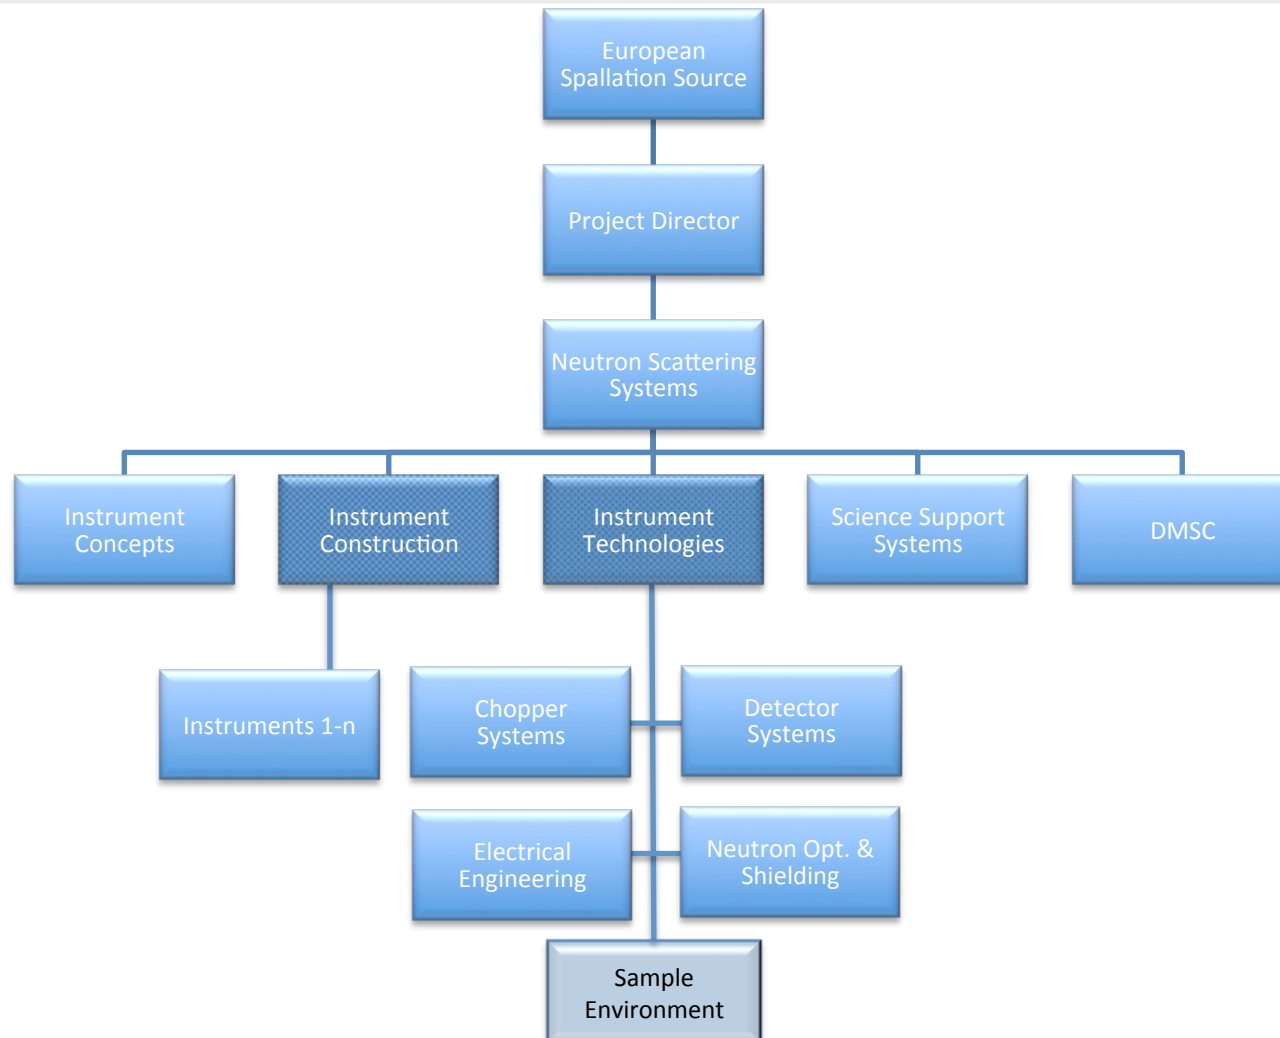 European
Spallation Source
Project Director
Neutron Scattering
Systems
Instrument
Concepts
Instrument
Construction
Instrument
Technologies
Science Support
Systems
DMSC
Instruments 1-n
Chopper
Systems
Detector
Systems
Electrical
Engineering
Neutron Opt. &
Shielding
Sample
Environment